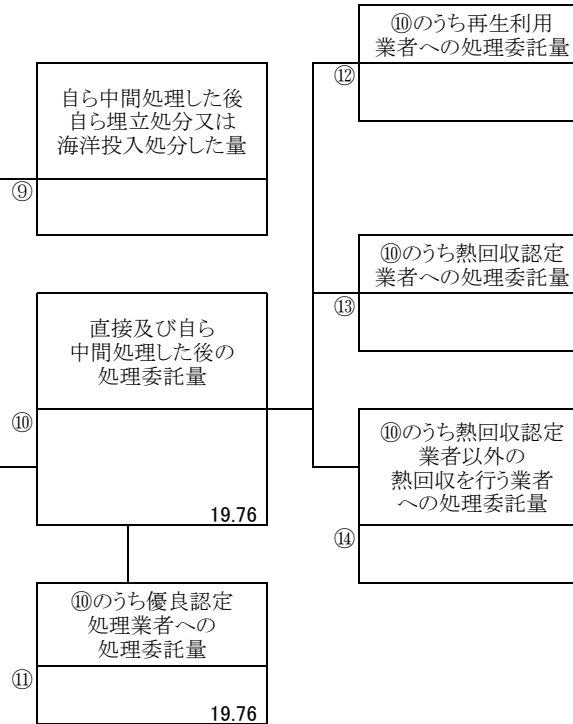 自ら中間処理した後
自ら埋立処分又は
海洋投入処分した量
⑨
直接及び自ら
中間処理した後の
処理委託量
⑩
19.76
⑩のうち優良認定
処理業者への
処理委託量
⑪
19.76
⑩のうち再生利用
業者への処理委託量
⑫
⑩のうち熱回収認定
業者への処理委託量
⑬
⑩のうち熱回収認定
業者以外の
熱回収を行う業者
への処理委託量
⑭